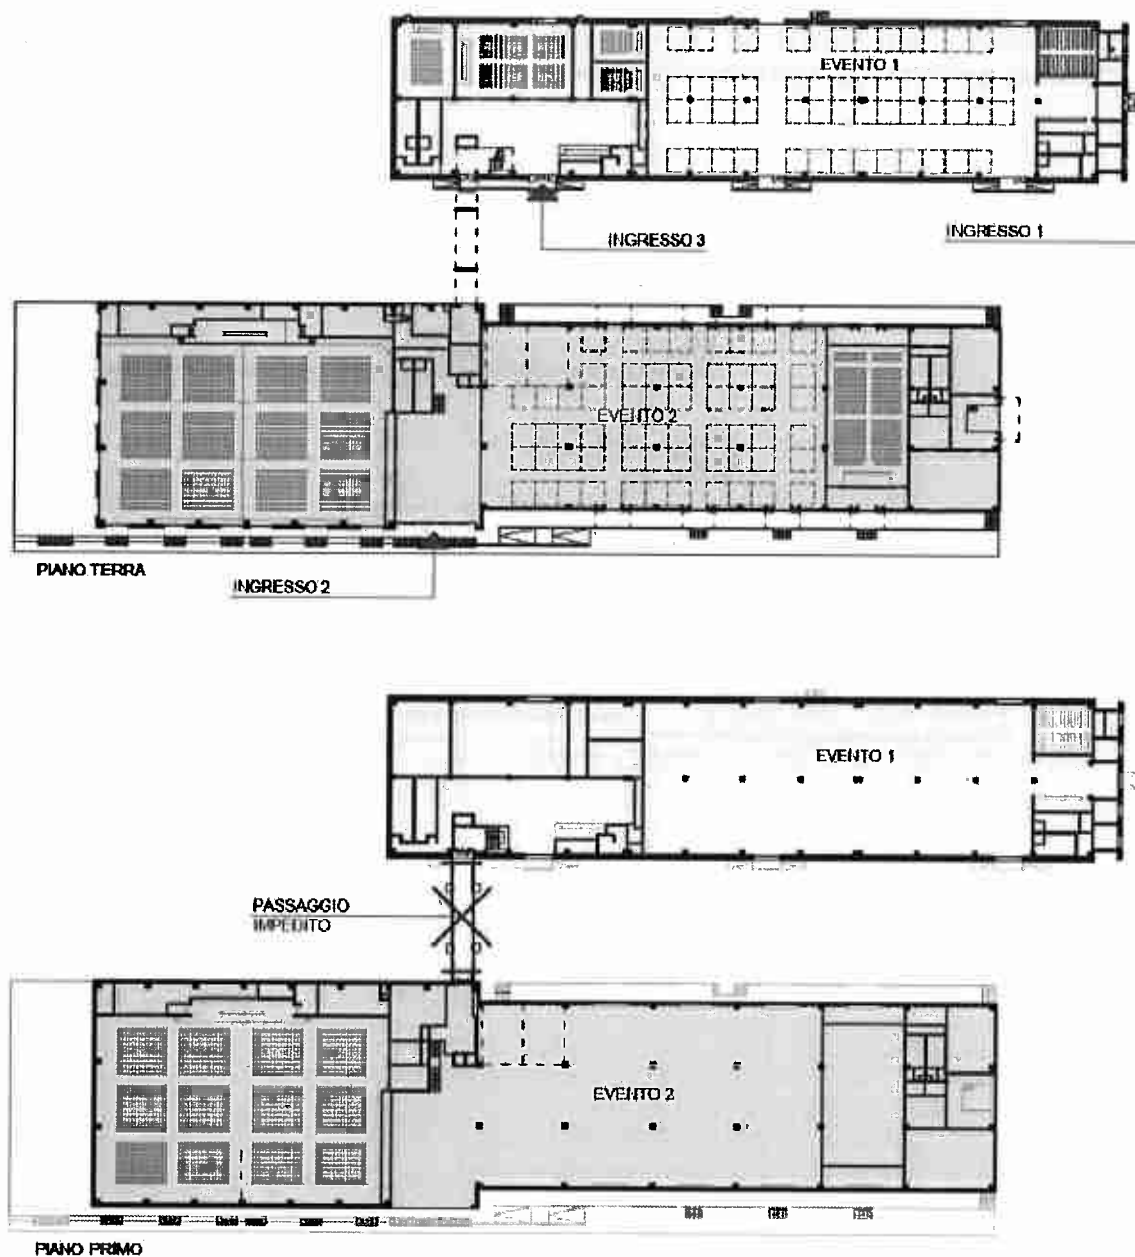 EVENTO 1
INGRESSO 3
INGRESSO 1
EVENTO 2
PIANO TERRA
INGRESSO 2
EVENTO 1
PASSAGGIO
IMPEDITO
EVENTO 2
PIANO PRIMO